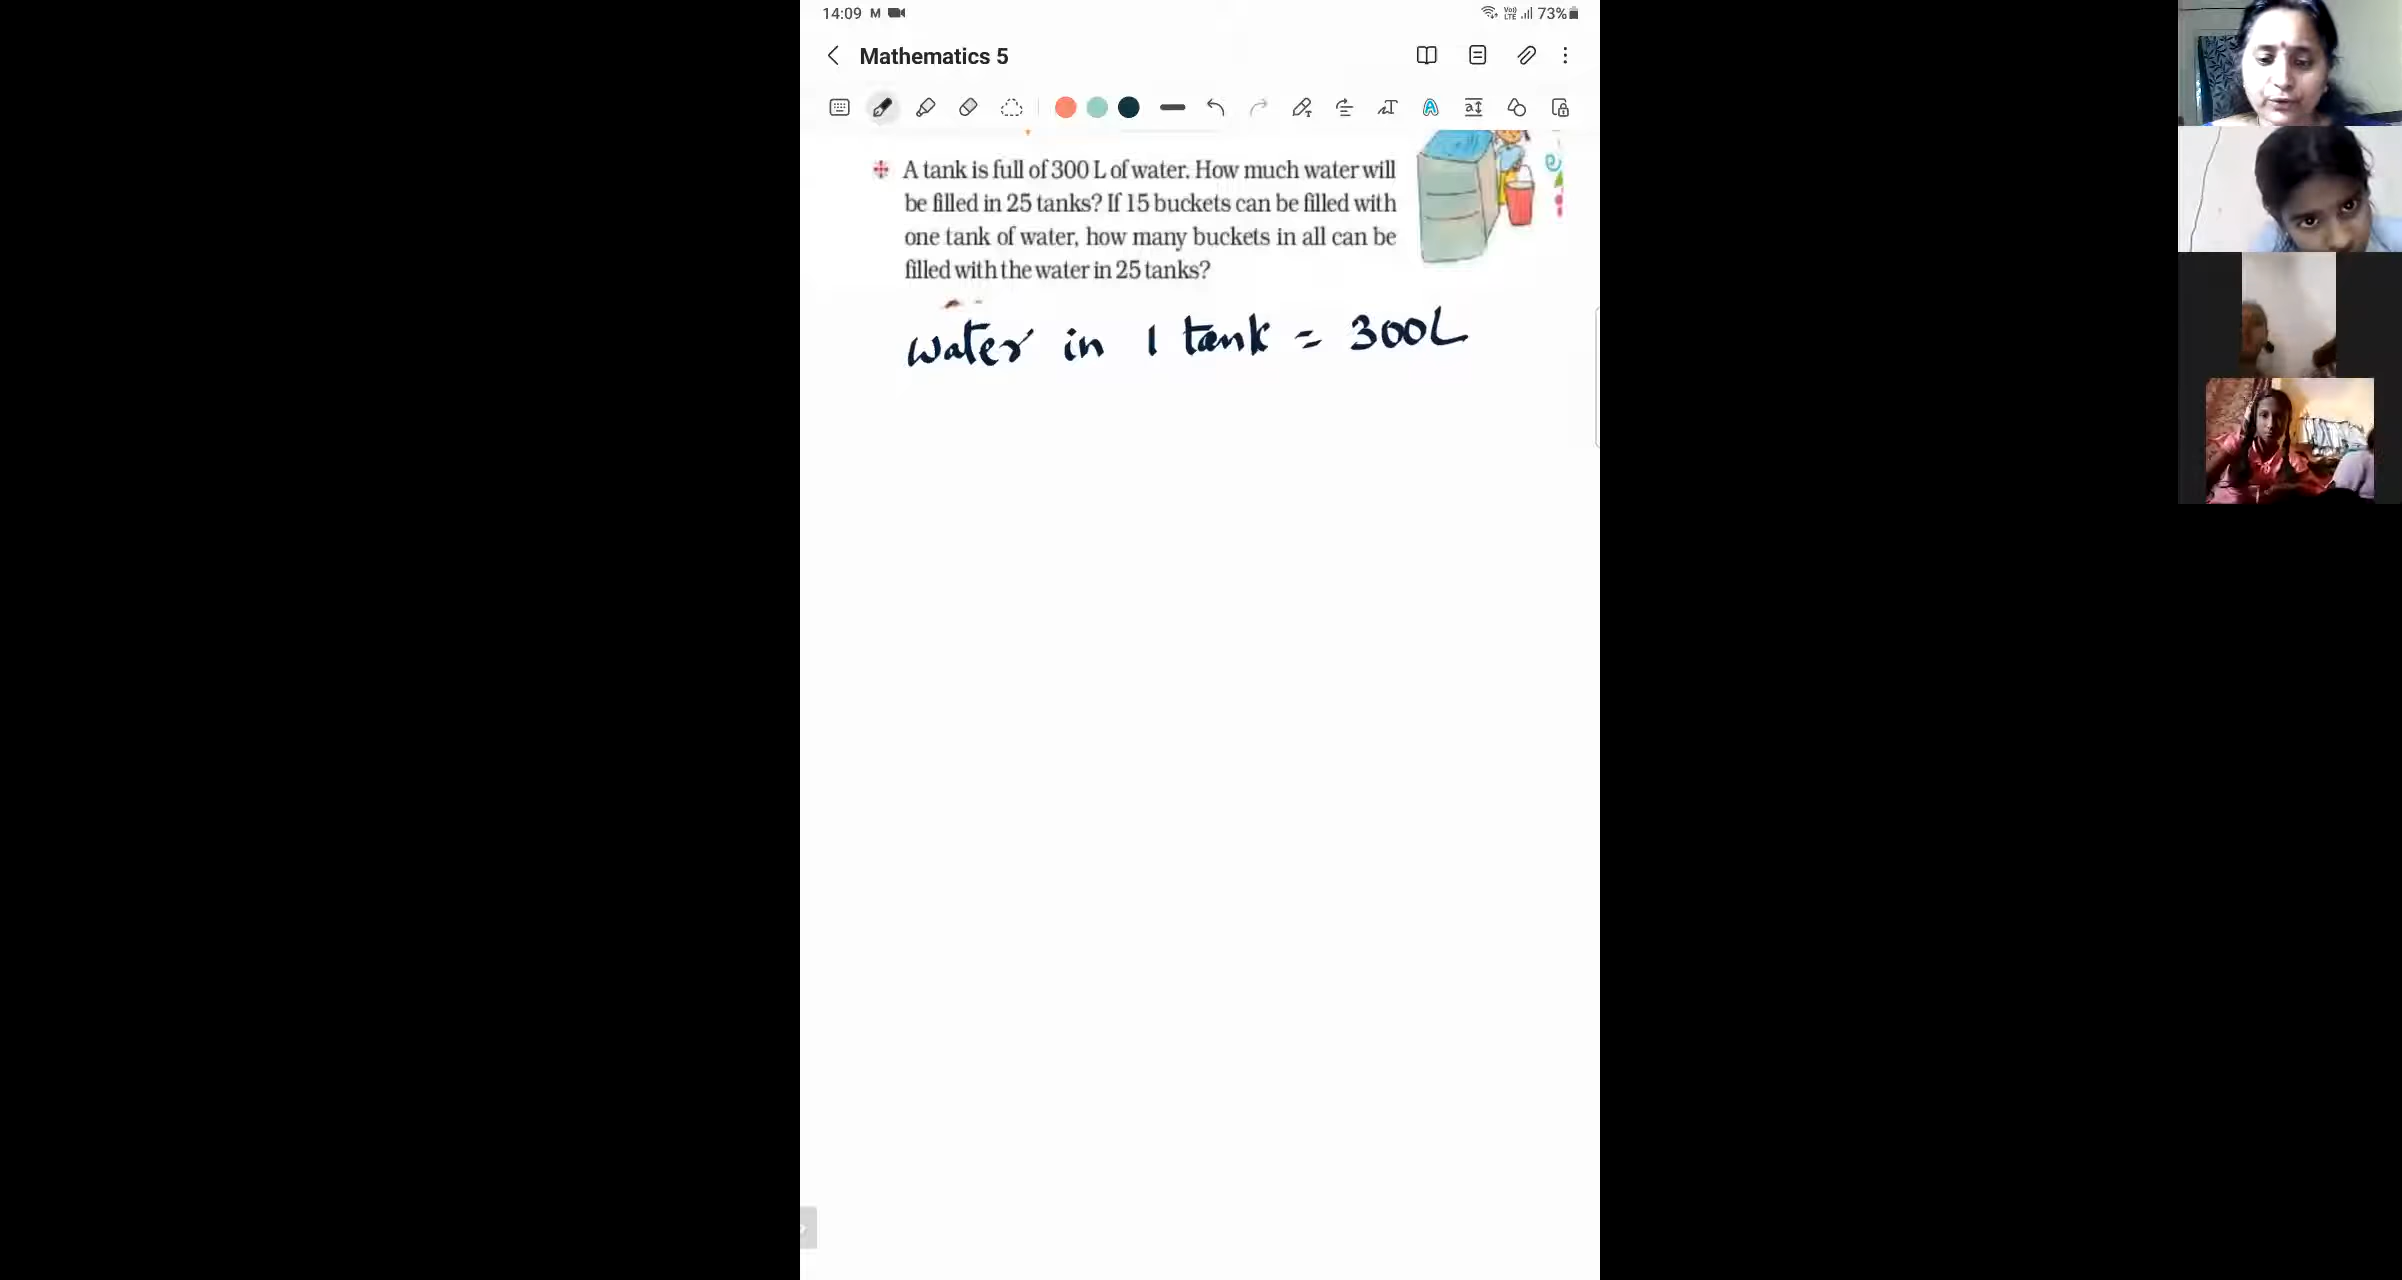 14:09 M
VoLTE 73%
Mathematics 5
A tank is full of 300 L of water. How much water will
be filled in 25 tanks? If 15 buckets can be filled with
one tank of water, how many buckets in all can be
filled with the water in 25 tanks?
water in 1 tank = 300L